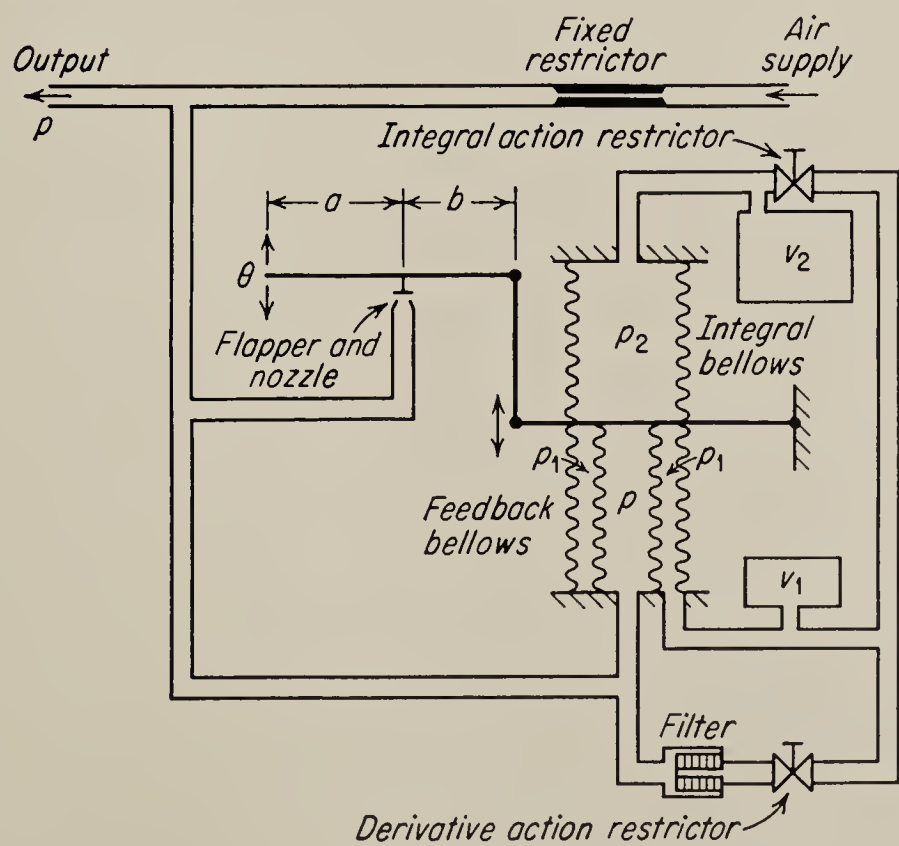 Output
p
Fixed
restrictor
Air
supply
Integral action restrictor
a
b
θ
Flapper and
nozzle
v2
p2
Integral
bellows
p1
p1
p
Feedback
bellows
v1
Filter
Derivative action restrictor